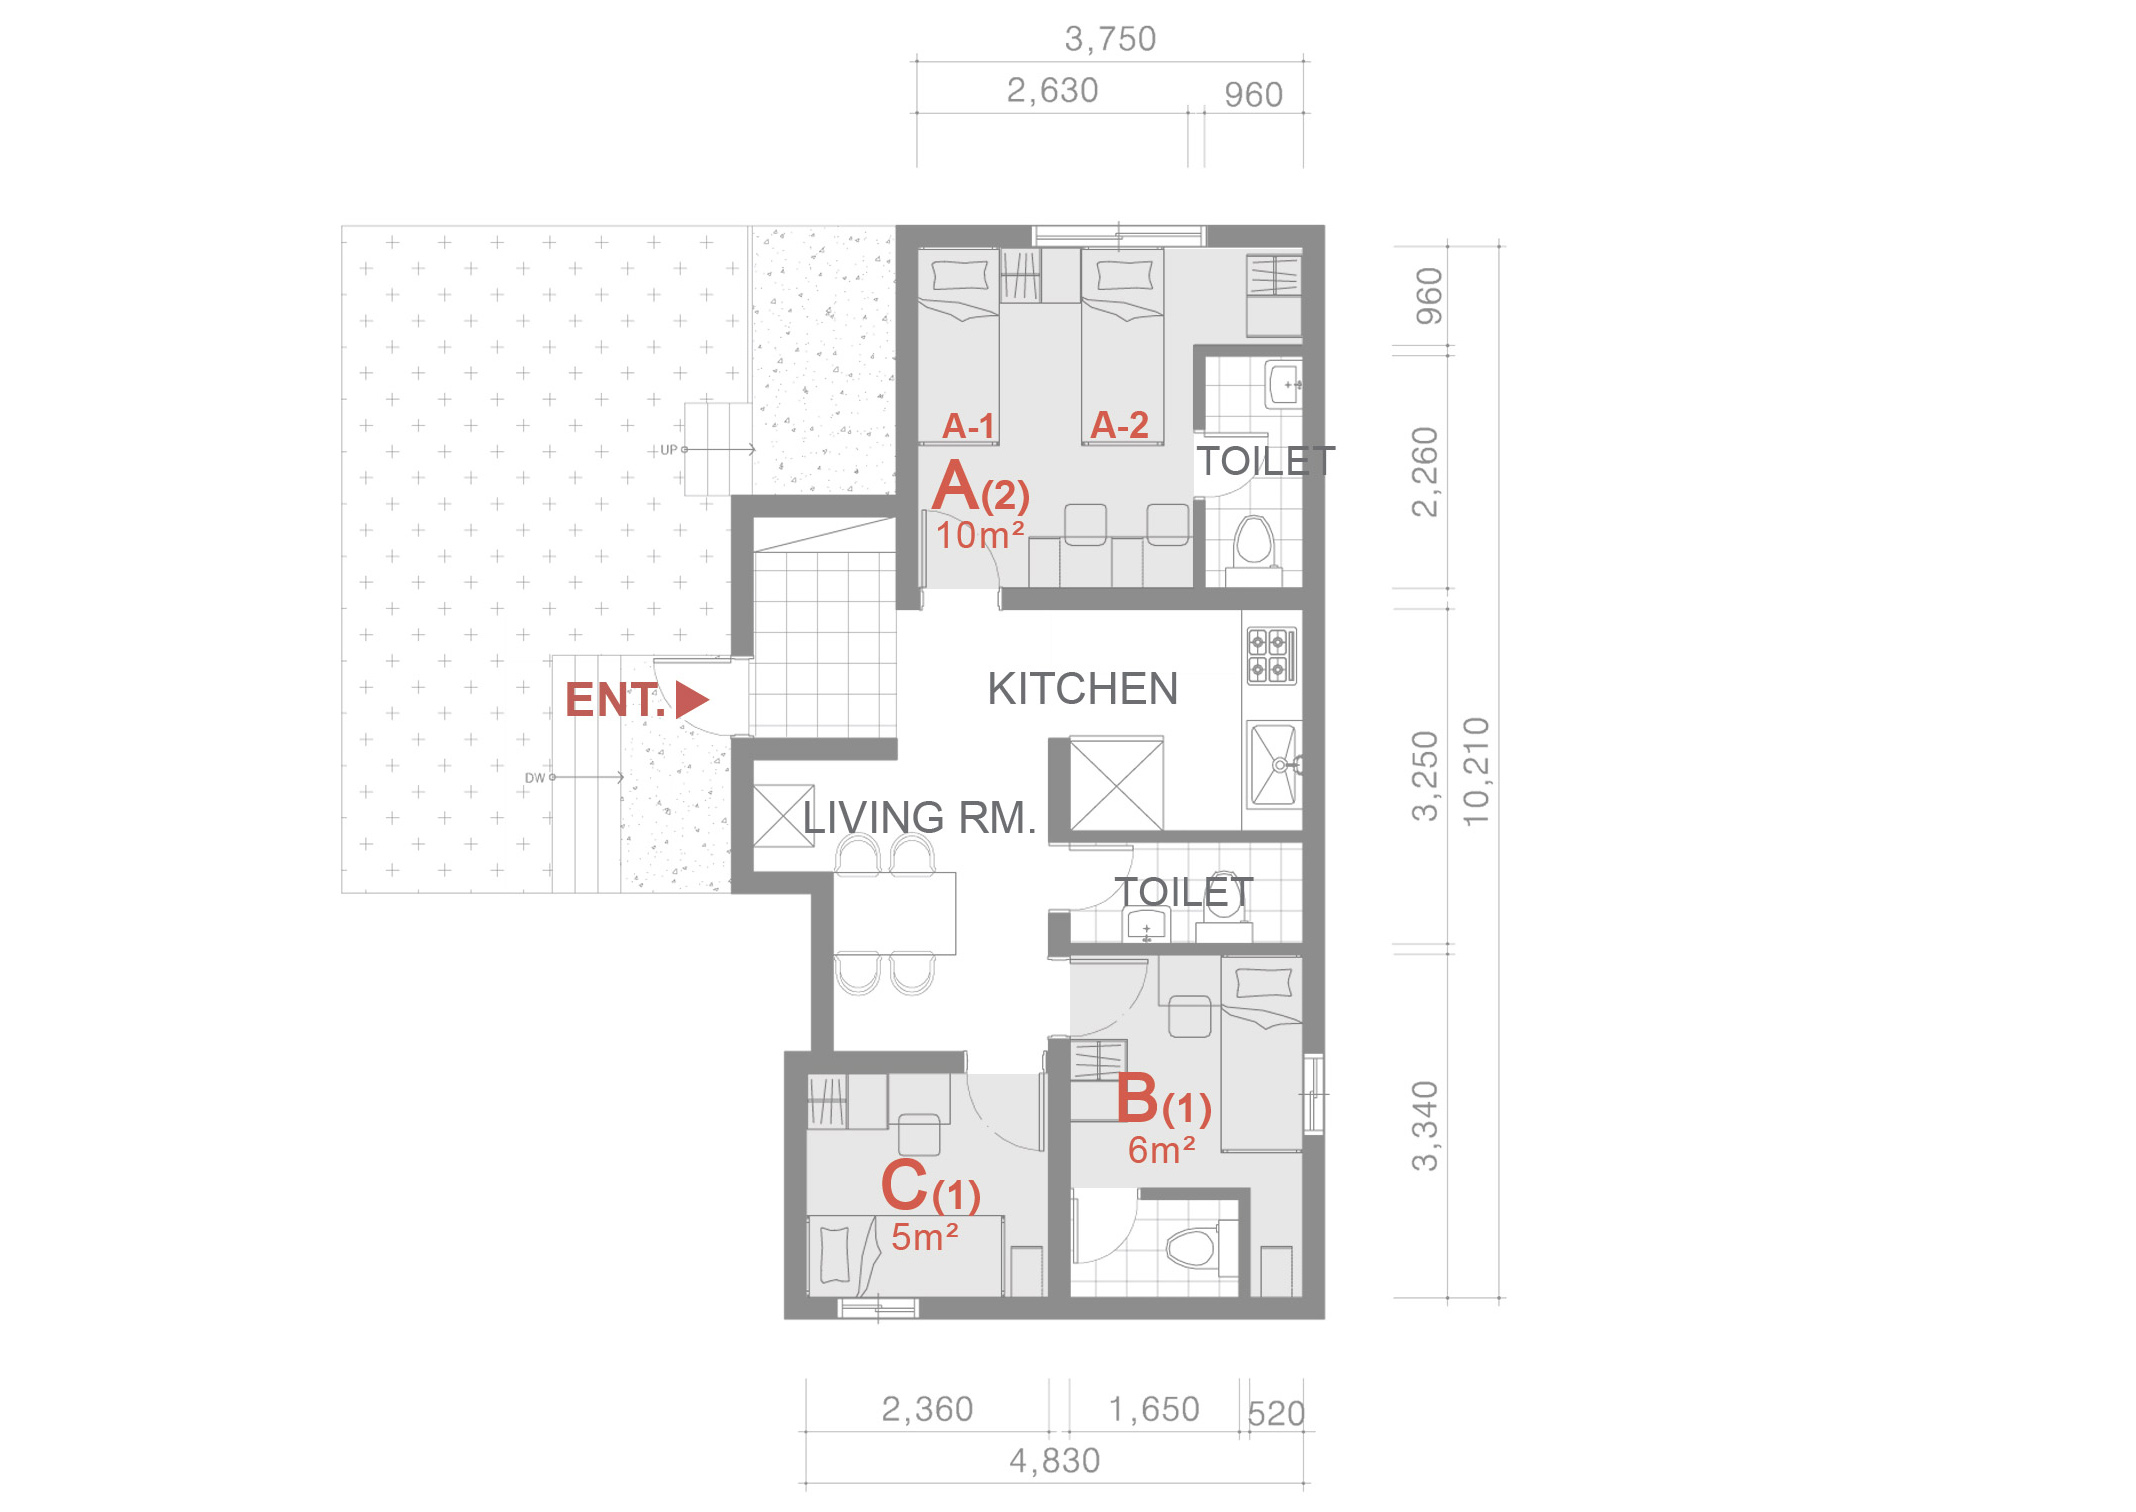 3,750
2,630
960
960
2,260
A-1
A-2
TOILET
UP
A(2)
10m²
KITCHEN
ENT.
3,250
10,210
DW
LIVING RM.
TOILET
B(1)
6m²
3,340
C(1)
5m²
2,360
1,650
520
4,830